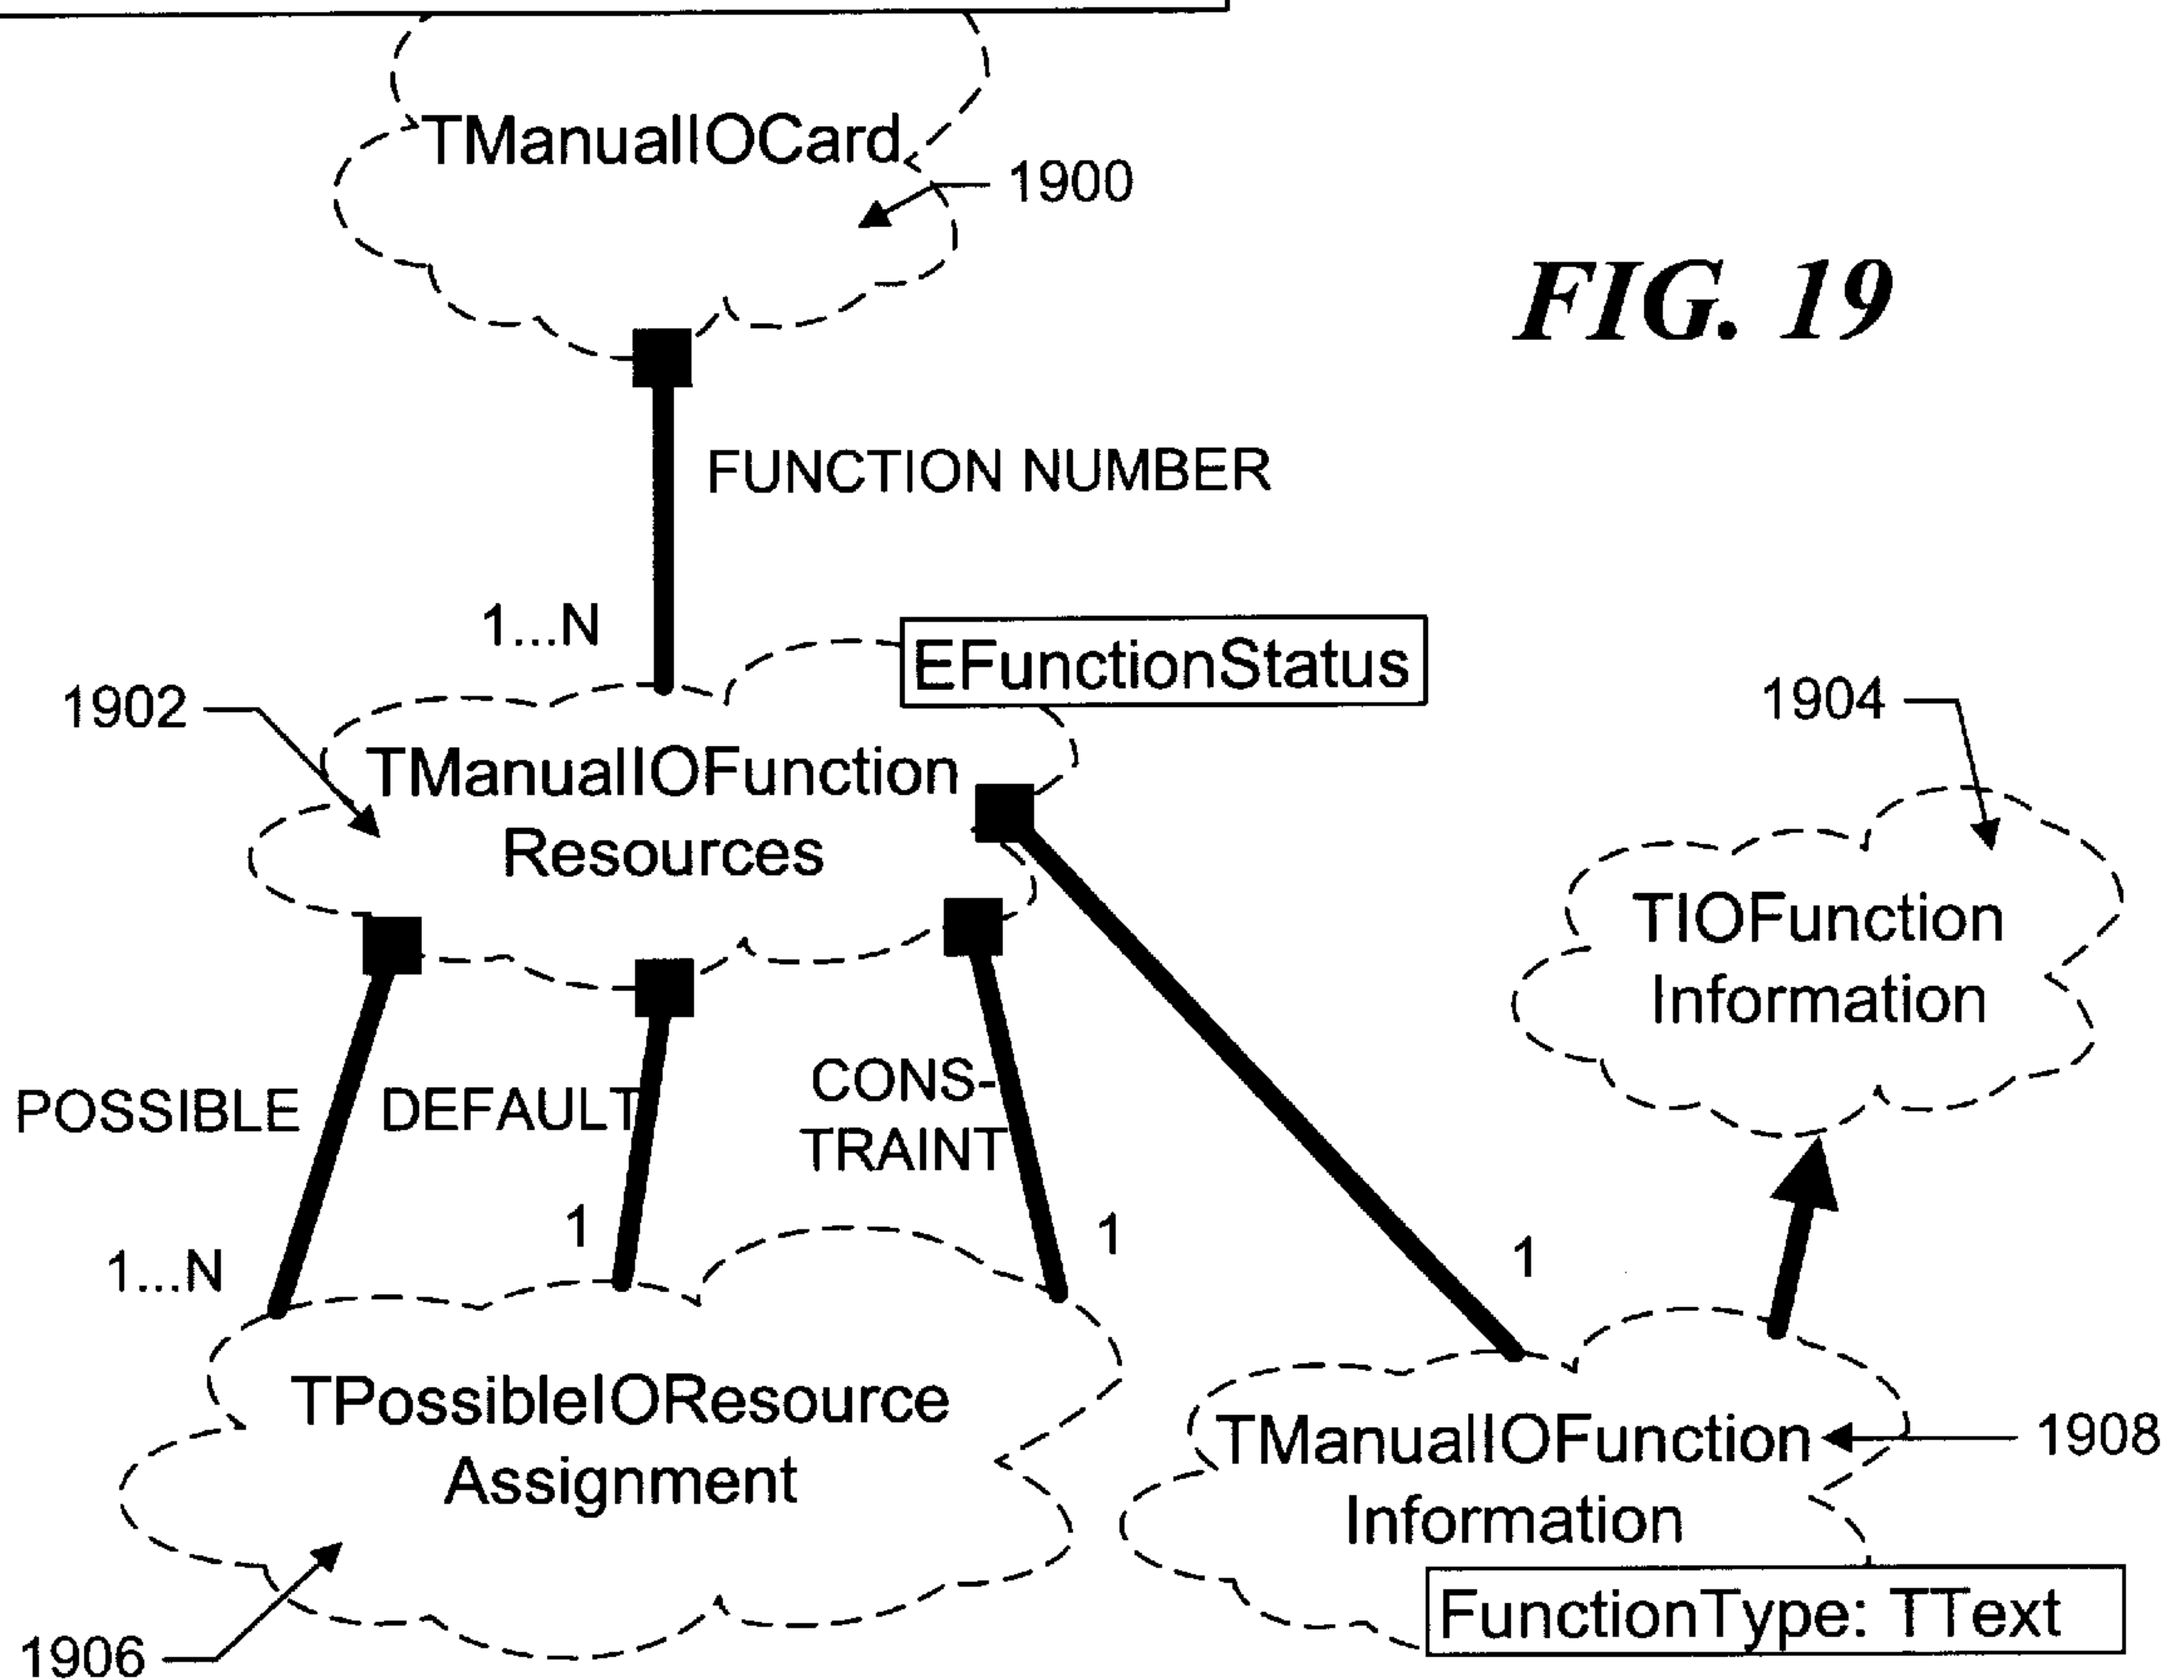 TManualIOCard
1900
FIG. 19
FUNCTION NUMBER
1...N
EFunctionStatus
1902
1904
TManualIOFunction
Resources
TIOFunction
Information
POSSIBLE
DEFAULT
CONS-
TRAINT
1...N
1
1
1
TPossibleIOResource
Assignment
TManualIOFunction
Information
1908
FunctionType: TText
1906